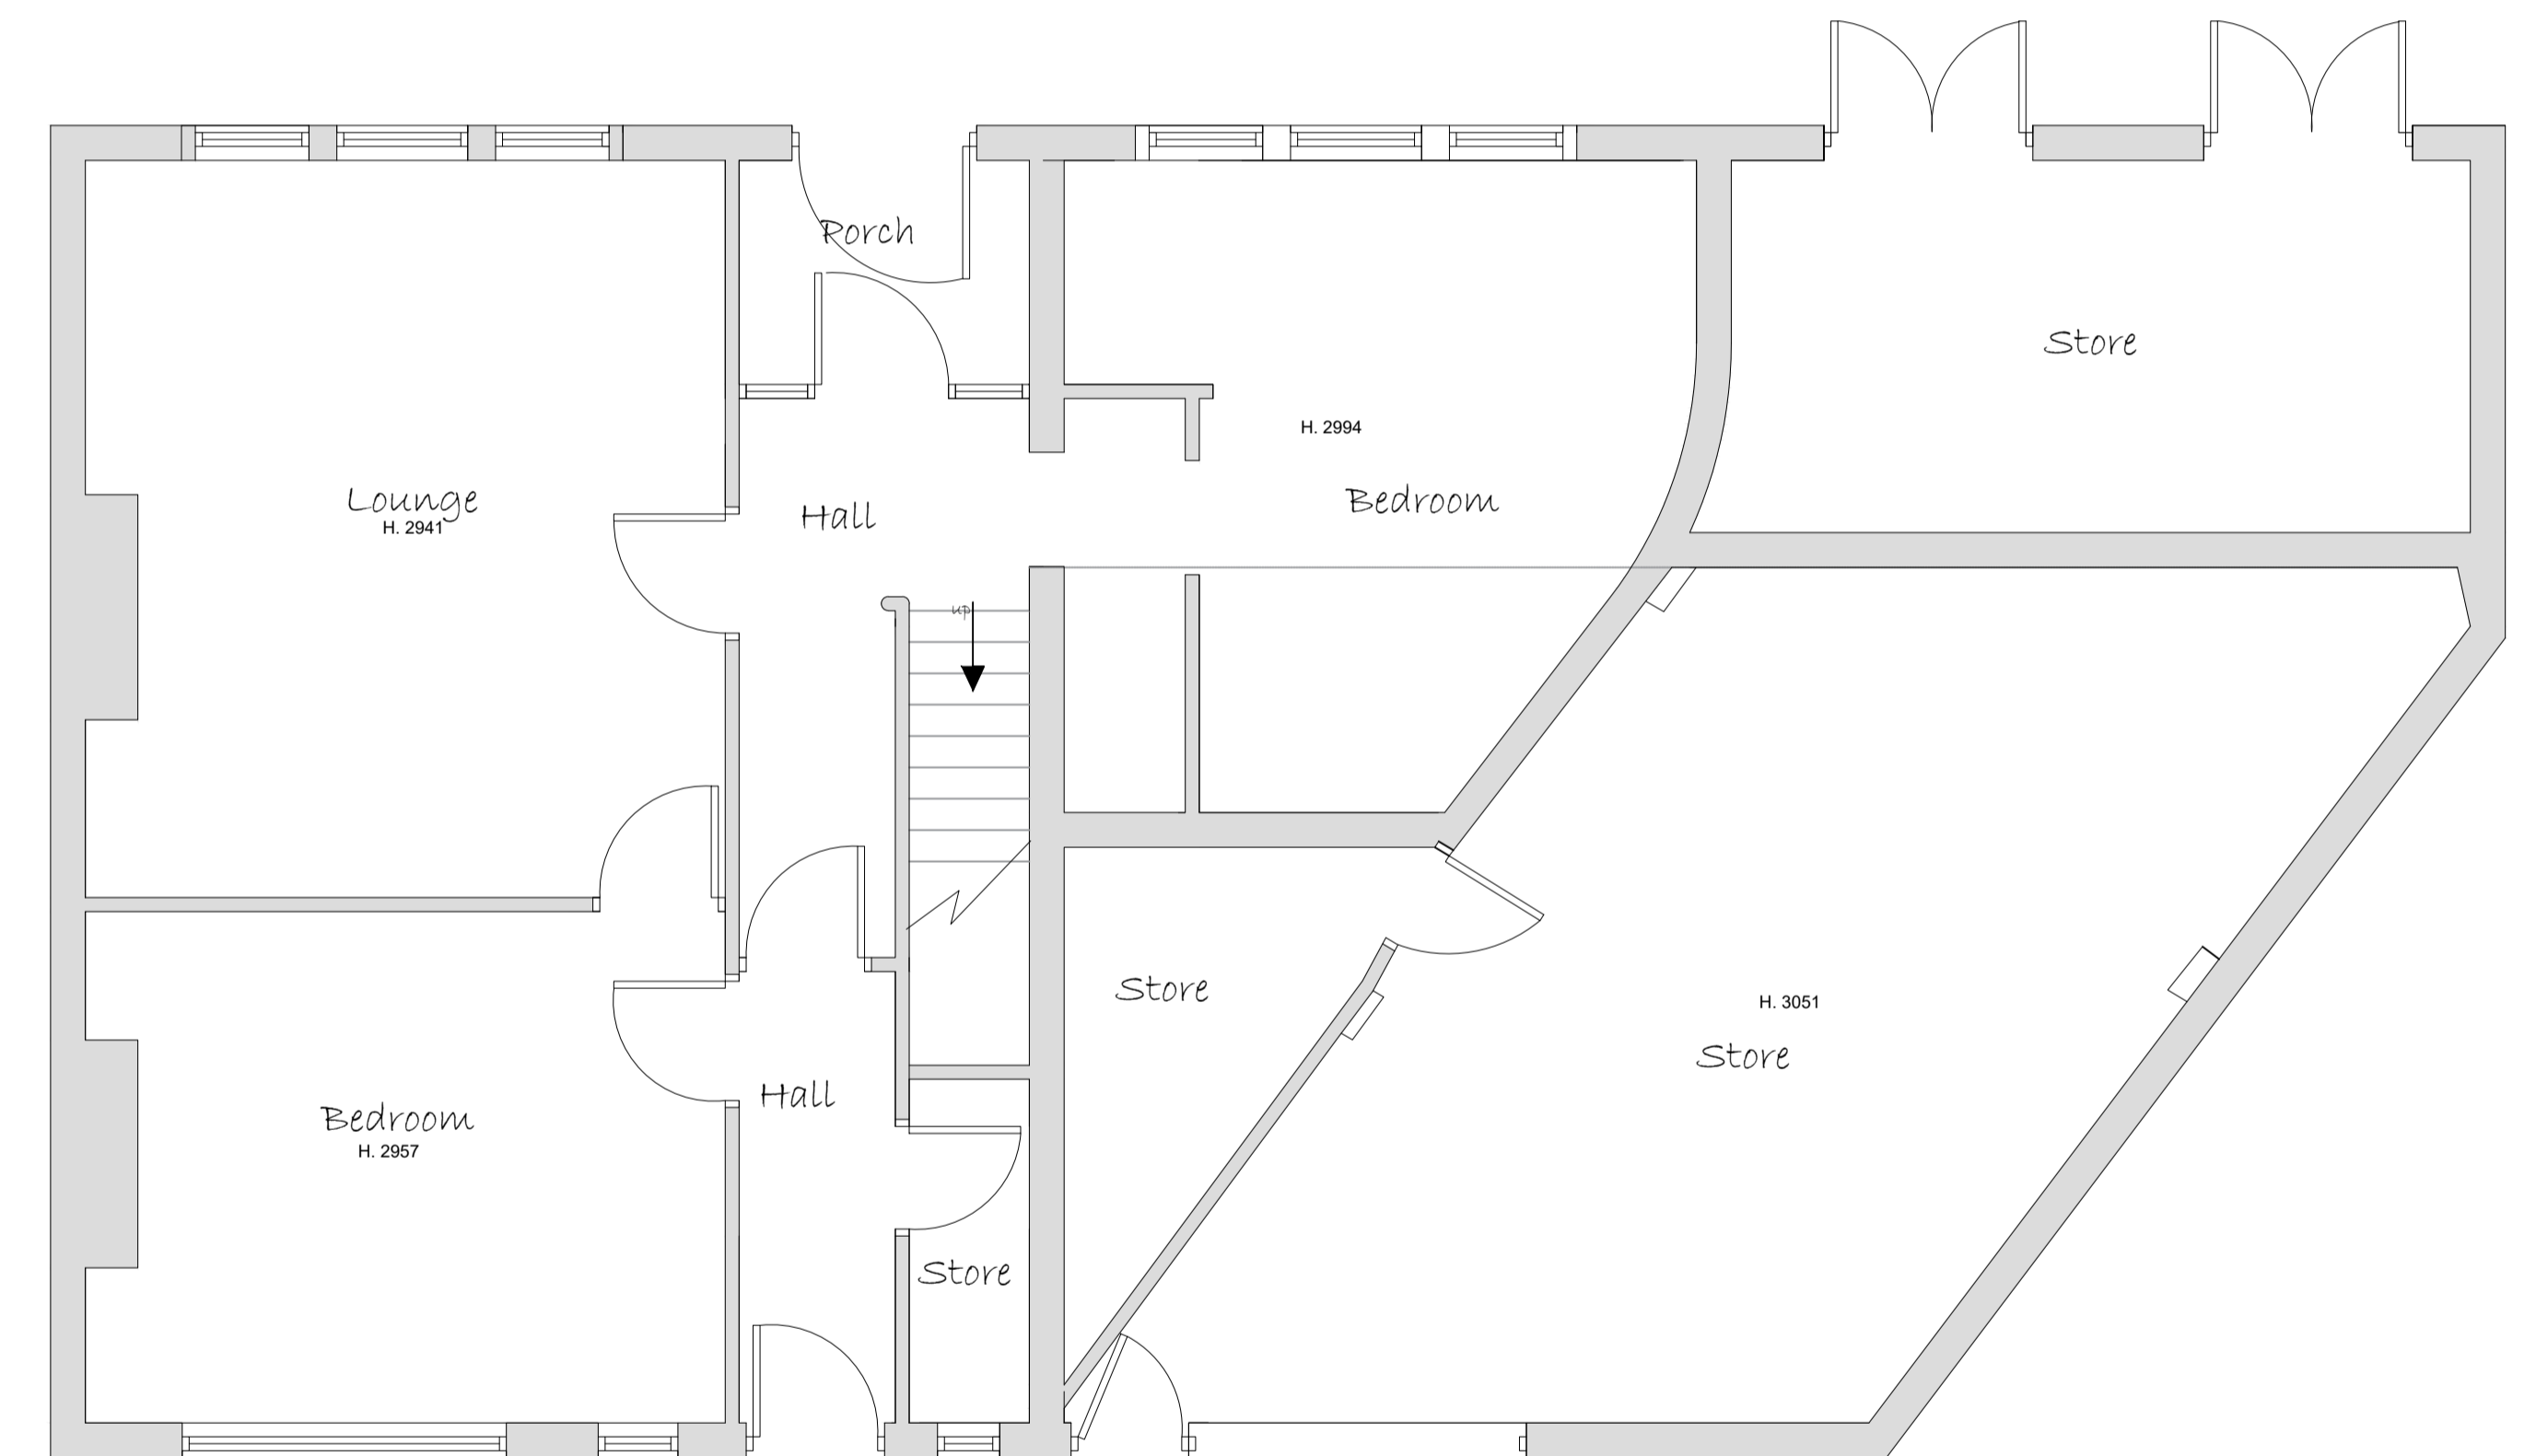 Porch
Store
H. 2994
Lounge
H. 2941
Hall
Bedroom
up
Store
H. 3051
Store
Hall
Bedroom
H. 2957
Store